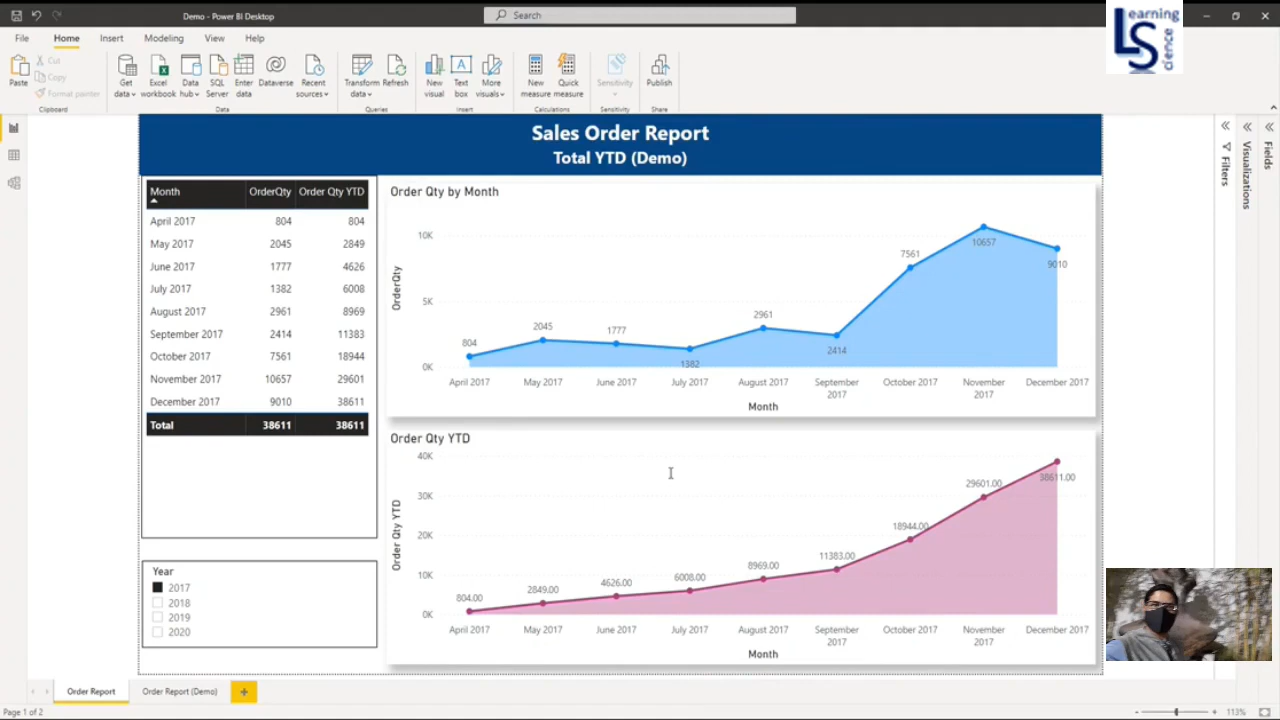 Demo - Power BI Desktop
Search
Learning Science
File Home Insert Modeling View Help
Cut
Copy
Format painter
Paste
Get data
Excel workbook
Data hub
SQL Server
Enter data
Dataverse
Recent sources
Transform data
Refresh
New visual
Text box
More visuals
New measure
Quick measure
Sensitivity
Publish
Clipboard
Data
Queries
Insert
Calculations
Sensitivity
Share
Sales Order Report
Total YTD (Demo)
Month OrderQty Order Qty YTD
April 2017 804 804
May 2017 2045 2849
June 2017 1777 4626
July 2017 1382 6008
August 2017 2961 8969
September 2017 2414 11383
October 2017 7561 18944
November 2017 10657 29601
December 2017 9010 38611
Total 38611 38611
Year
2017
2018
2019
2020
Order Qty by Month
10K
5K
0K
OrderQty
804
2045
1777
1382
2961
2414
7561
10657
9010
April 2017
May 2017
June 2017
July 2017
August 2017
September 2017
October 2017
November 2017
December 2017
Month
Order Qty YTD
40K
30K
20K
10K
0K
Order Qty YTD
804.00
2849.00
4626.00
6008.00
8969.00
11383.00
18944.00
29601.00
38611.00
April 2017
May 2017
June 2017
July 2017
August 2017
September 2017
October 2017
November 2017
December 2017
Month
Filters
Visualizations
Fields
Order Report
Order Report (Demo)
Page 1 of 2
113%